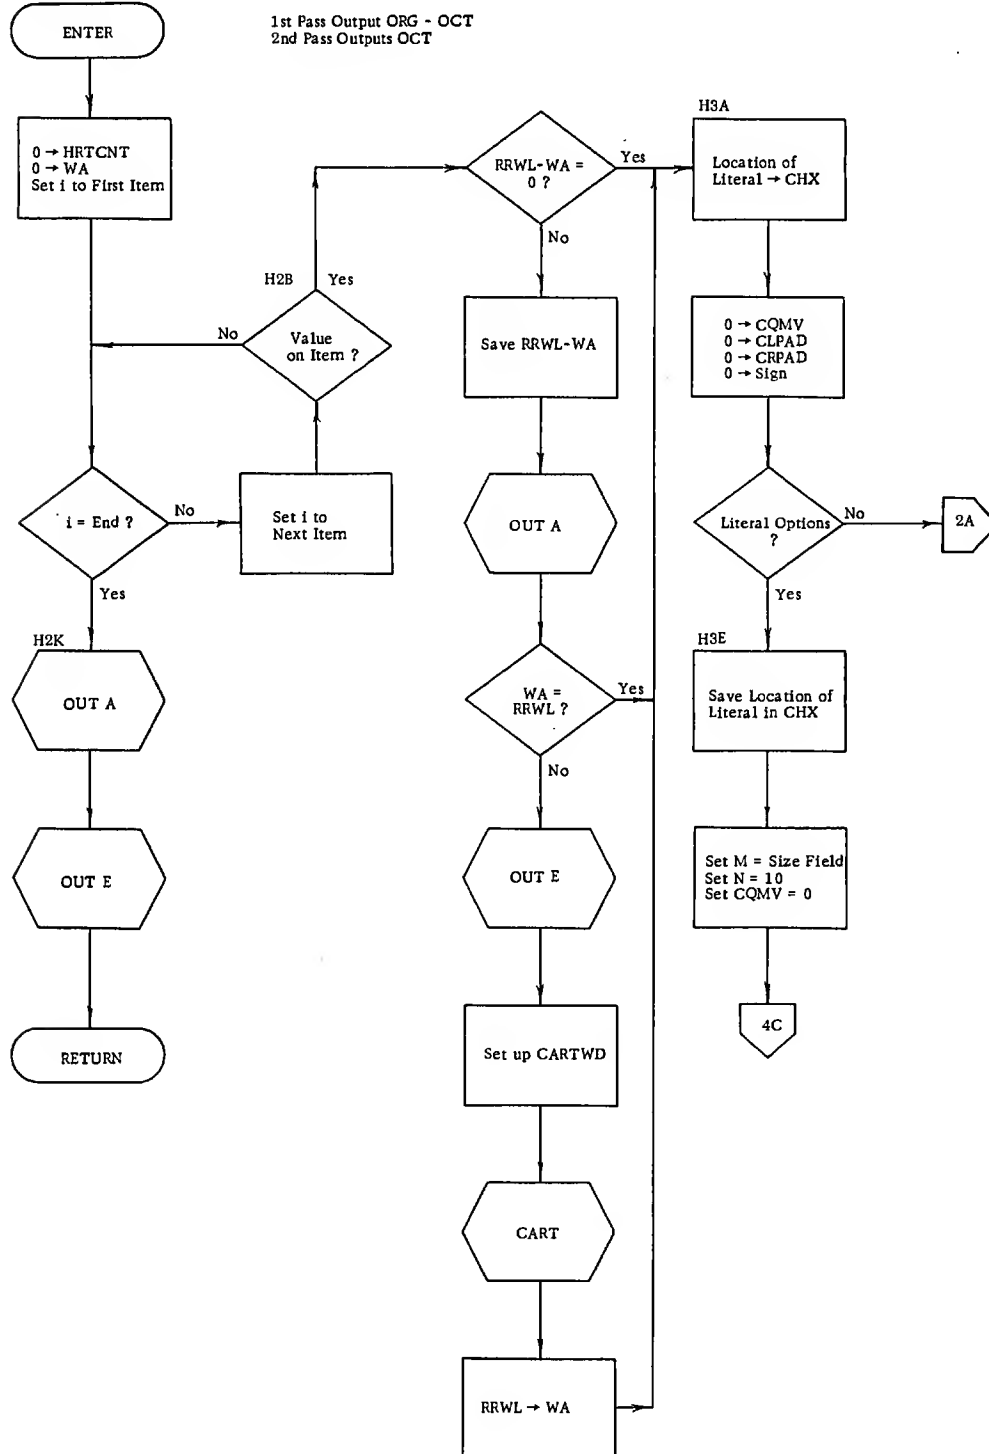 1st Pass Output ORG - OCT
2nd Pass Outputs OCT
ENTER
0 → HRTCNT
0 → WA
Set i to First Item
i = End ?
No
Yes
Set i to
Next Item
H2B
Yes
No
Value
on Item ?
H2K
OUT A
OUT E
RETURN
RRWL-WA =
0 ?
Yes
No
Save RRWL-WA
OUT A
WA =
RRWL ?
Yes
No
OUT E
Set up CARTWD
CART
RRWL → WA
H3A
Location of
Literal → CHX
0 → CQMV
0 → CLPAD
0 → CRPAD
0 → Sign
Literal Options
?
No
2A
Yes
H3E
Save Location of
Literal in CHX
Set M = Size Field
Set N = 10
Set CQMV = 0
4C